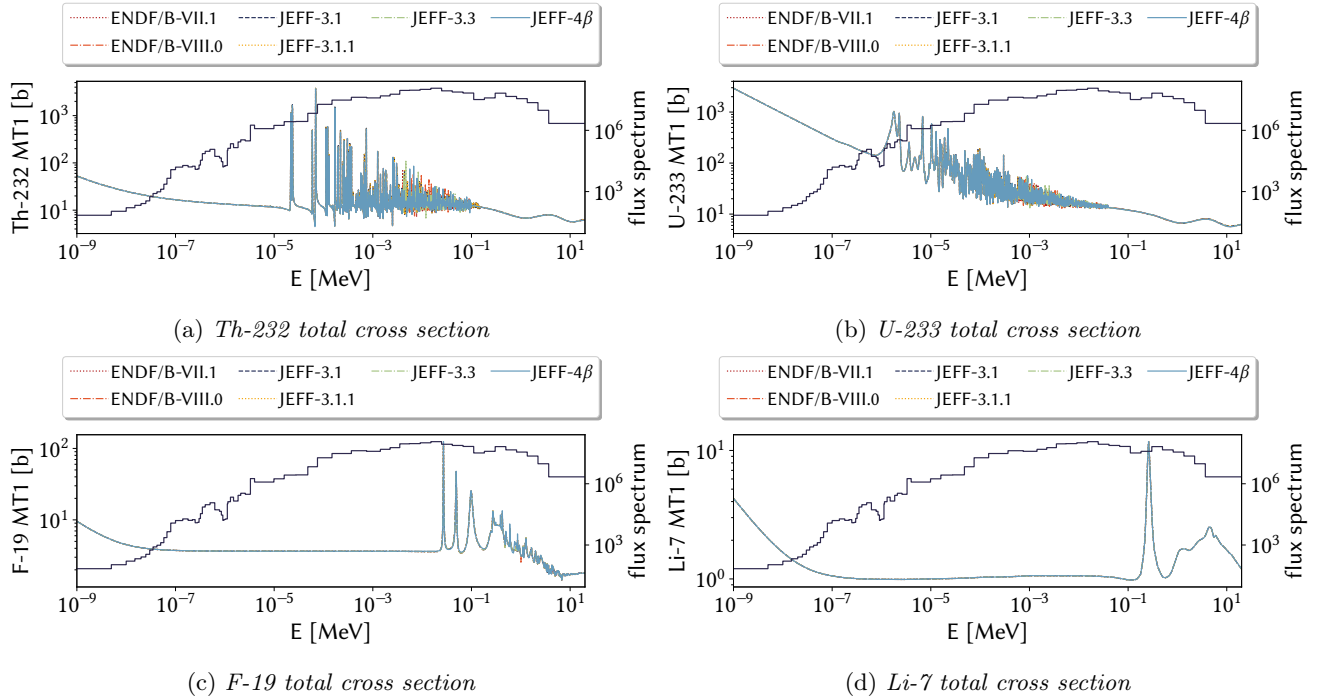 ENDF/B-VII.1 JEFF-3.1 JEFF-3.3 JEFF-4β
ENDF/B-VIII.0 JEFF-3.1.1
Th-232 MT1 [b]
10³
10²
10¹
10⁶
10³
flux spectrum
10⁻⁹ 10⁻⁷ 10⁻⁵ 10⁻³ 10⁻¹ 10¹
E [MeV]
(a) Th-232 total cross section
ENDF/B-VII.1 JEFF-3.1 JEFF-3.3 JEFF-4β
ENDF/B-VIII.0 JEFF-3.1.1
U-233 MT1 [b]
10³
10²
10¹
10⁶
10³
flux spectrum
10⁻⁹ 10⁻⁷ 10⁻⁵ 10⁻³ 10⁻¹ 10¹
E [MeV]
(b) U-233 total cross section
ENDF/B-VII.1 JEFF-3.1 JEFF-3.3 JEFF-4β
ENDF/B-VIII.0 JEFF-3.1.1
F-19 MT1 [b]
10²
10¹
10⁶
10³
flux spectrum
10⁻⁹ 10⁻⁷ 10⁻⁵ 10⁻³ 10⁻¹ 10¹
E [MeV]
(c) F-19 total cross section
ENDF/B-VII.1 JEFF-3.1 JEFF-3.3 JEFF-4β
ENDF/B-VIII.0 JEFF-3.1.1
Li-7 MT1 [b]
10¹
10⁰
10⁶
10³
flux spectrum
10⁻⁹ 10⁻⁷ 10⁻⁵ 10⁻³ 10⁻¹ 10¹
E [MeV]
(d) Li-7 total cross section